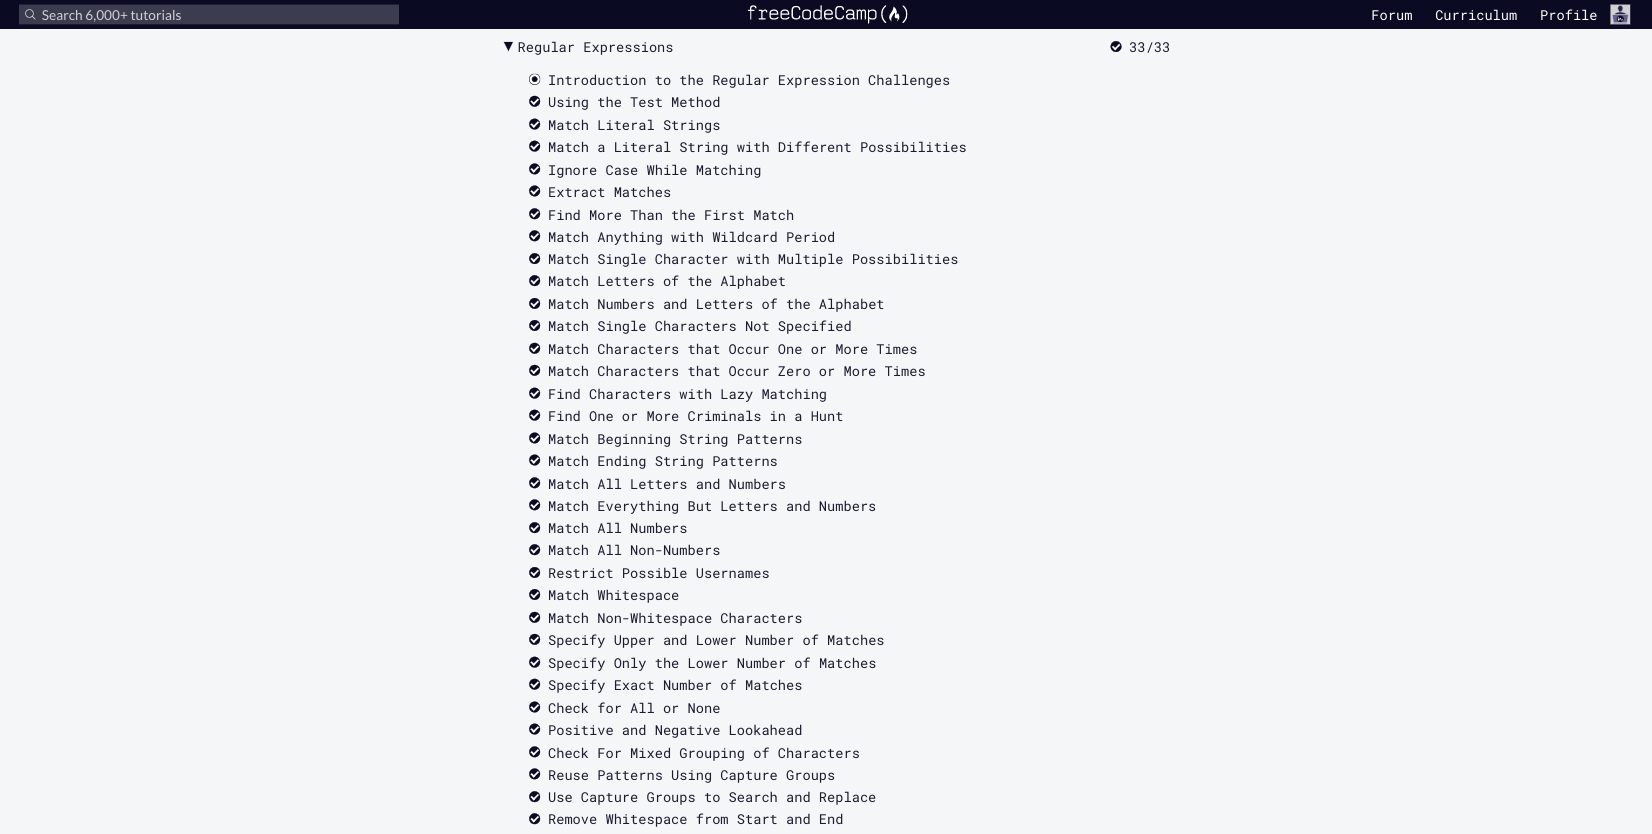 Search 6,000+ tutorials
freeCodeCamp
Forum Curriculum Profile
Regular Expressions 33/33
Introduction to the Regular Expression Challenges
Using the Test Method
Match Literal Strings
Match a Literal String with Different Possibilities
Ignore Case While Matching
Extract Matches
Find More Than the First Match
Match Anything with Wildcard Period
Match Single Character with Multiple Possibilities
Match Letters of the Alphabet
Match Numbers and Letters of the Alphabet
Match Single Characters Not Specified
Match Characters that Occur One or More Times
Match Characters that Occur Zero or More Times
Find Characters with Lazy Matching
Find One or More Criminals in a Hunt
Match Beginning String Patterns
Match Ending String Patterns
Match All Letters and Numbers
Match Everything But Letters and Numbers
Match All Numbers
Match All Non-Numbers
Restrict Possible Usernames
Match Whitespace
Match Non-Whitespace Characters
Specify Upper and Lower Number of Matches
Specify Only the Lower Number of Matches
Specify Exact Number of Matches
Check for All or None
Positive and Negative Lookahead
Check For Mixed Grouping of Characters
Reuse Patterns Using Capture Groups
Use Capture Groups to Search and Replace
Remove Whitespace from Start and End